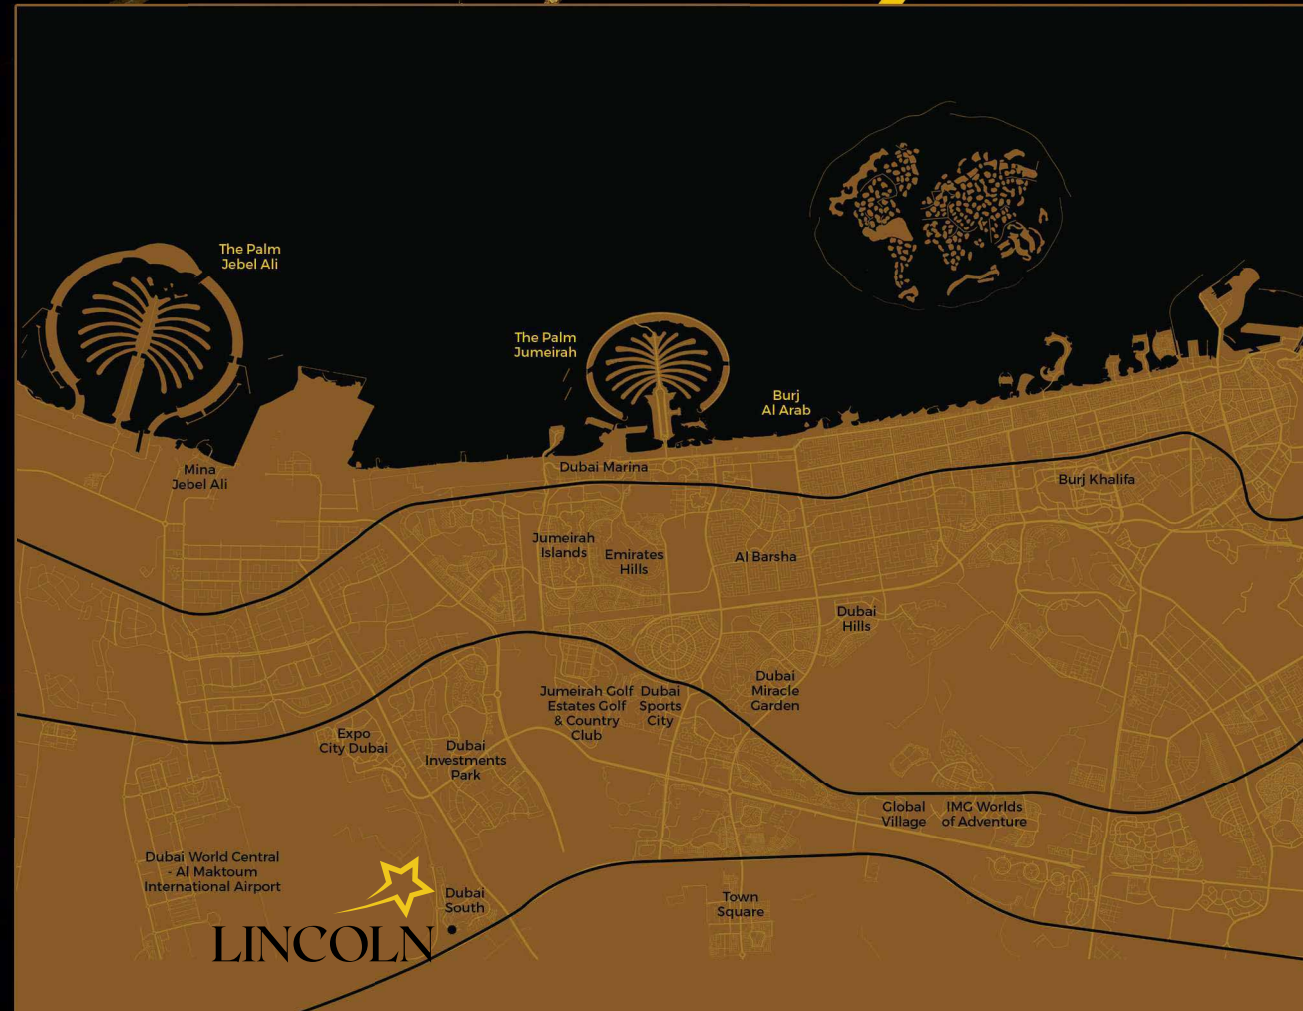 The Palm
Jebel Ali
The Palm
Jumeirah
Burj
Al Arab
Mina
Jebel Ali
Dubai Marina
Burj Khalifa
Jumeirah
Islands
Emirates
Hills
Al Barsha
Dubai
Hills
Jumeirah Golf
Estates Golf
& Country
Club
Dubai
Sports
City
Dubai
Miracle
Garden
Expo
City Dubai
Dubai
Investments
Park
Global
Village
IMG Worlds
of Adventure
Dubai World Central
- Al Maktoum
International Airport
Dubai
South
Town
Square
LINCOLN